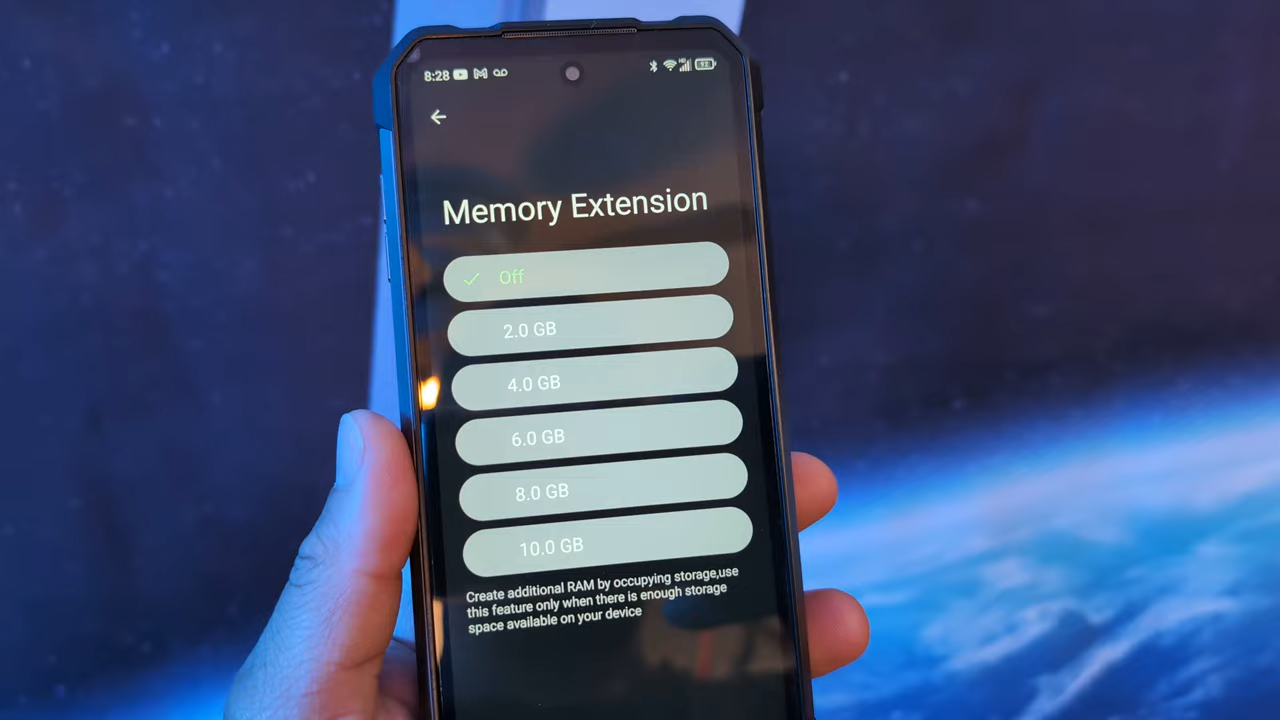 8:28
92
Memory Extension
Off
2.0 GB
4.0 GB
6.0 GB
8.0 GB
10.0 GB
Create additional RAM by occupying storage,use
this feature only when there is enough storage
space available on your device